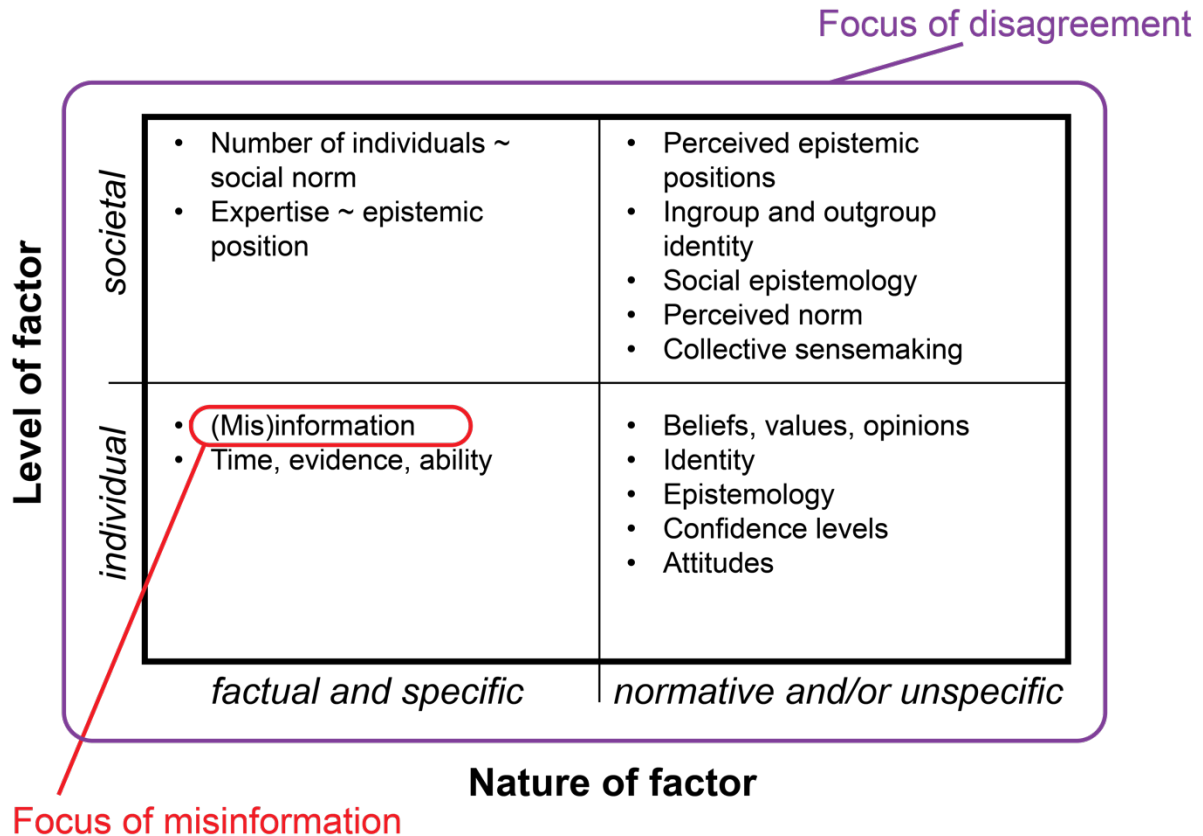 Focus of disagreement
Level of factor
societal
• Number of individuals ~
social norm
• Expertise ~ epistemic
position
• Perceived epistemic
positions
• Ingroup and outgroup
identity
• Social epistemology
• Perceived norm
• Collective sensemaking
individual
• (Mis)information
• Time, evidence, ability
• Beliefs, values, opinions
• Identity
• Epistemology
• Confidence levels
• Attitudes
factual and specific
normative and/or unspecific
Nature of factor
Focus of misinformation